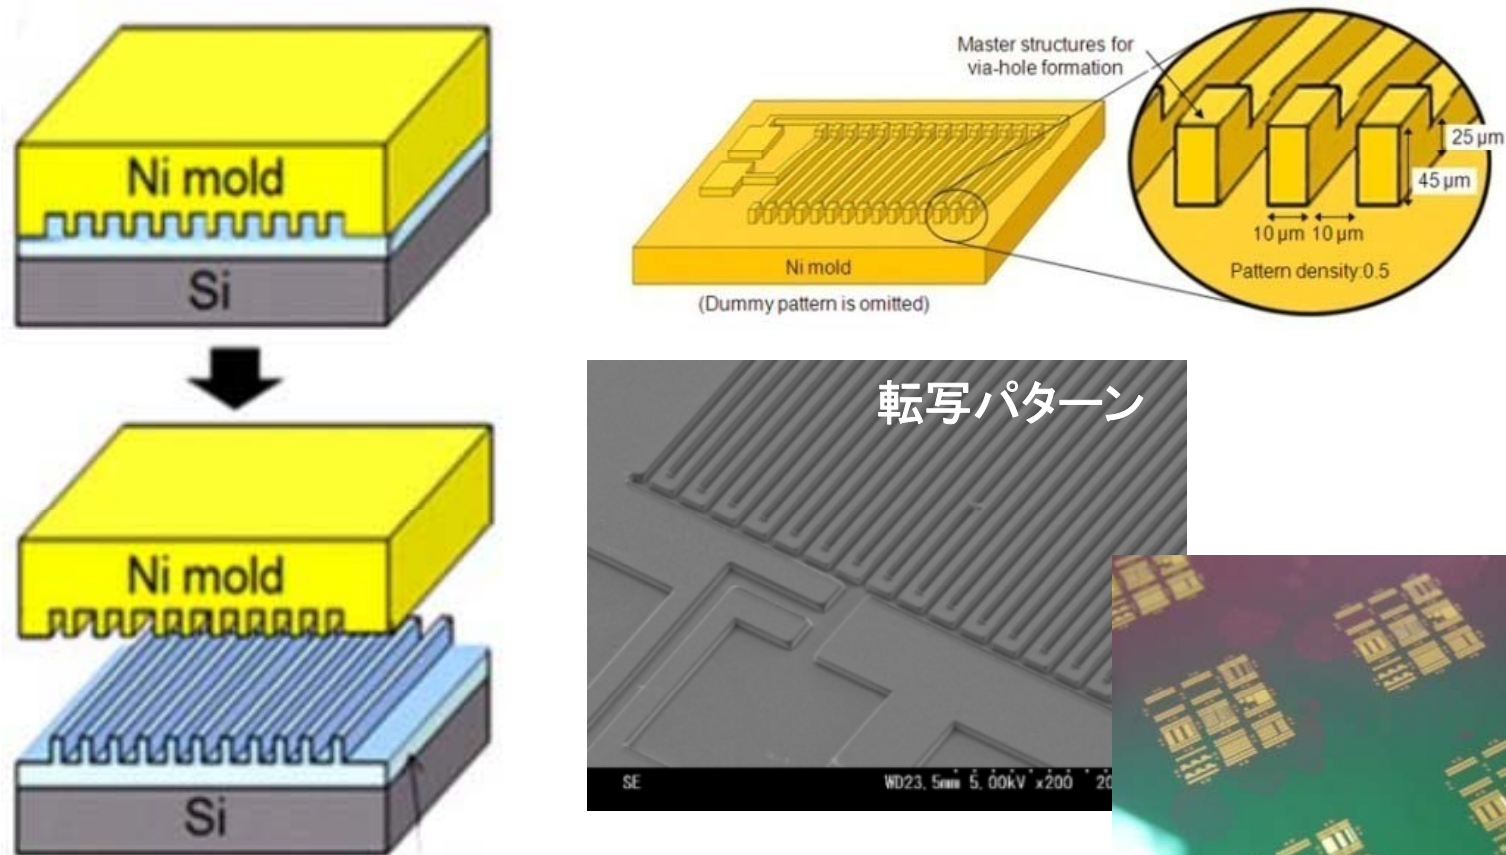 Ni mold
Si
Ni mold
Si
Master structures for
via-hole formation
25 μm
45 μm
10 μm 10 μm
Pattern density:0.5
Ni mold
(Dummy pattern is omitted)
転写パターン
SE WD23.5mm 5.00kV x200